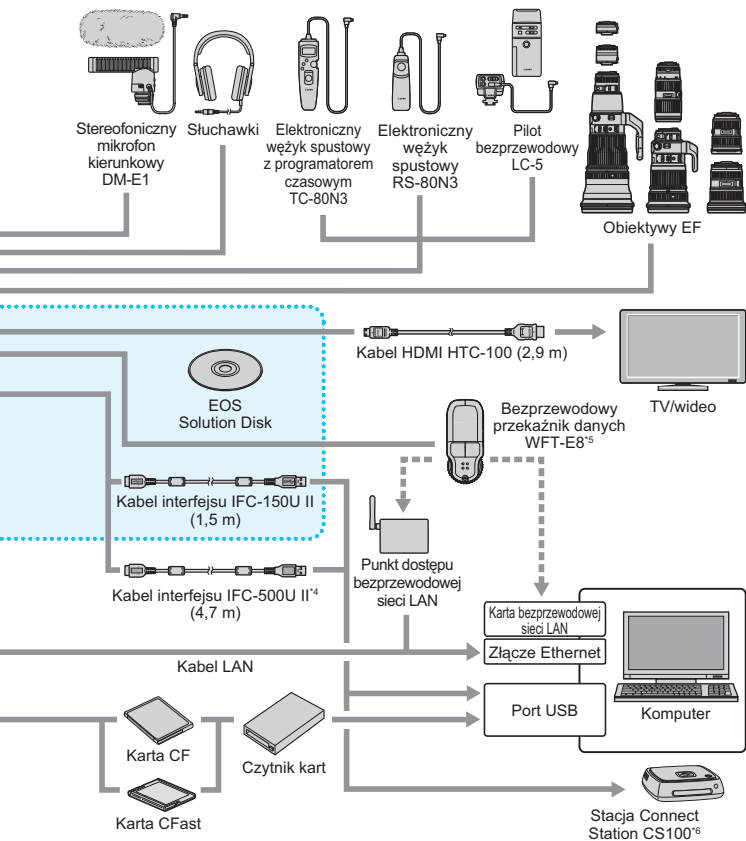 Stereofoniczny
mikrofon
kierunkowy
DM-E1
Słuchawki
Elektroniczny
wężyk spustowy
z programatorem
czasowym
TC-80N3
Elektroniczny
wężyk
spustowy
RS-80N3
Pilot
bezprzewodowy
LC-5
Obiektywy EF
Kabel HDMI HTC-100 (2,9 m)
TV/wideo
EOS
Solution Disk
Bezprzewodowy
przekaźnik danych
WFT-E8*5
Kabel interfejsu IFC-150U II
(1,5 m)
Punkt dostępu
bezprzewodowej
sieci LAN
Kabel interfejsu IFC-500U II*4
(4,7 m)
Karta bezprzewodowej
sieci LAN
Złącze Ethernet
Kabel LAN
Port USB
Komputer
Karta CF
Czytnik kart
Karta CFast
Stacja Connect
Station CS100*6